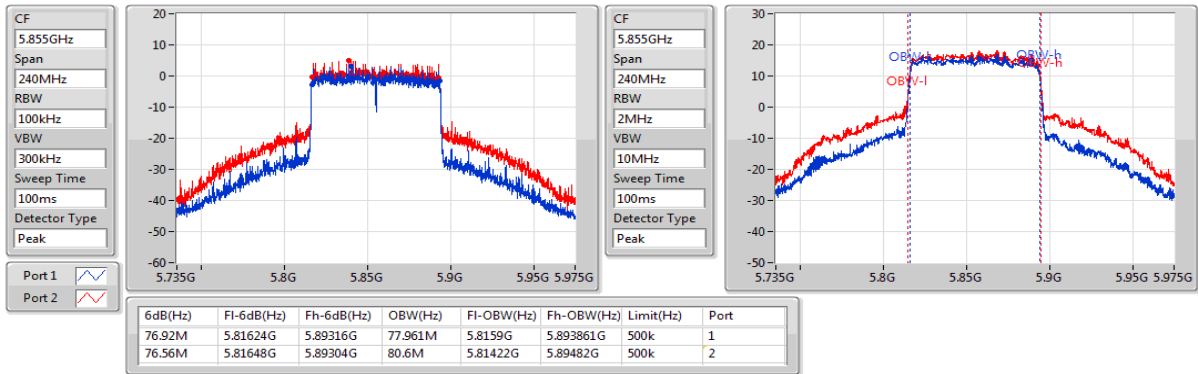 CF
5.855GHz
Span
240MHz
RBW
100kHz
VBW
300kHz
Sweep Time
100ms
Detector Type
Peak
Port 1
Port 2
20
10
0
-10
-20
-30
-40
-50
-60
5.735G 5.8G 5.85G 5.9G 5.95G 5.975G
CF
5.855GHz
Span
240MHz
RBW
2MHz
VBW
10MHz
Sweep Time
100ms
Detector Type
Peak
30
20
10
0
-10
-20
-30
-40
-50
OBW-h
OBW-h
OBW-l
5.735G 5.8G 5.85G 5.9G 5.95G 5.975G
6dB(Hz) Fl-6dB(Hz) Fh-6dB(Hz) OBW(Hz) Fl-OBW(Hz) Fh-OBW(Hz) Limit(Hz) Port
76.92M 5.81624G 5.89316G 77.961M 5.8159G 5.893861G 500k 1
76.56M 5.81648G 5.89304G 80.6M 5.81422G 5.89482G 500k 2